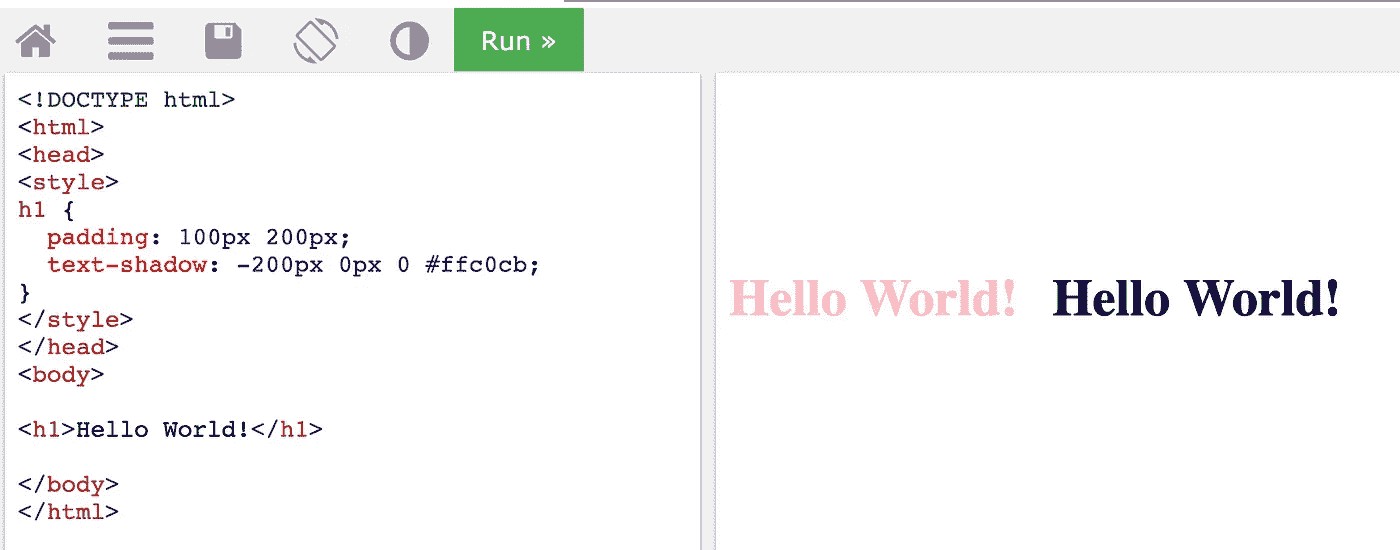 Run »
<!DOCTYPE html>
<html>
<head>
<style>
h1 {
  padding: 100px 200px;
  text-shadow: -200px 0px 0 #ffc0cb;
}
</style>
</head>
<body>

<h1>Hello World!</h1>

</body>
</html>
Hello World! Hello World!